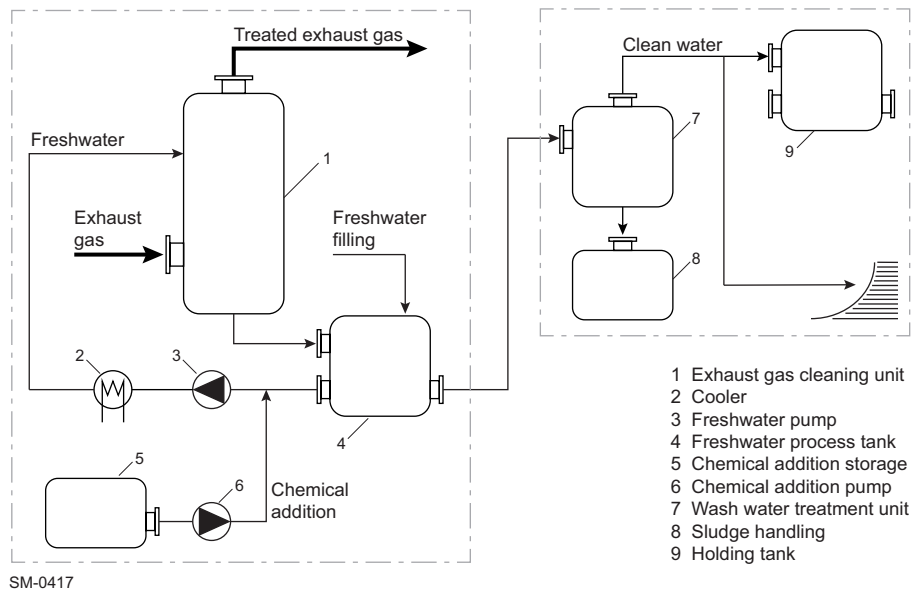 Treated exhaust gas
Freshwater
1
Exhaust
gas
Freshwater
filling
2
3
4
5
6
Chemical
addition
Clean water
7
8
9
1 Exhaust gas cleaning unit
2 Cooler
3 Freshwater pump
4 Freshwater process tank
5 Chemical addition storage
6 Chemical addition pump
7 Wash water treatment unit
8 Sludge handling
9 Holding tank
SM-0417